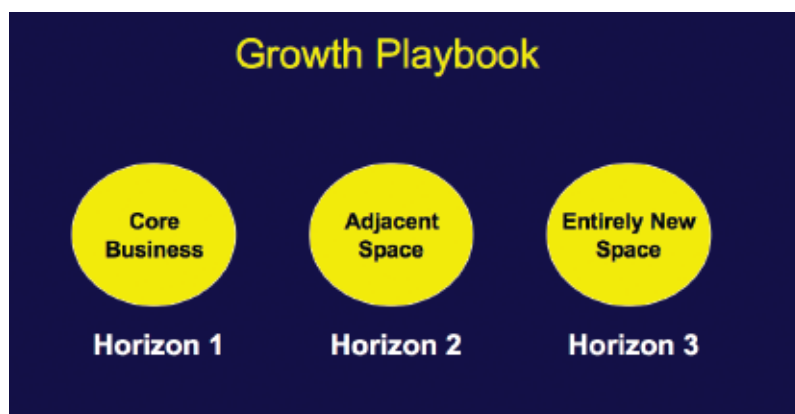 Growth Playbook
Core
Business
Adjacent
Space
Entirely New
Space
Horizon 1
Horizon 2
Horizon 3